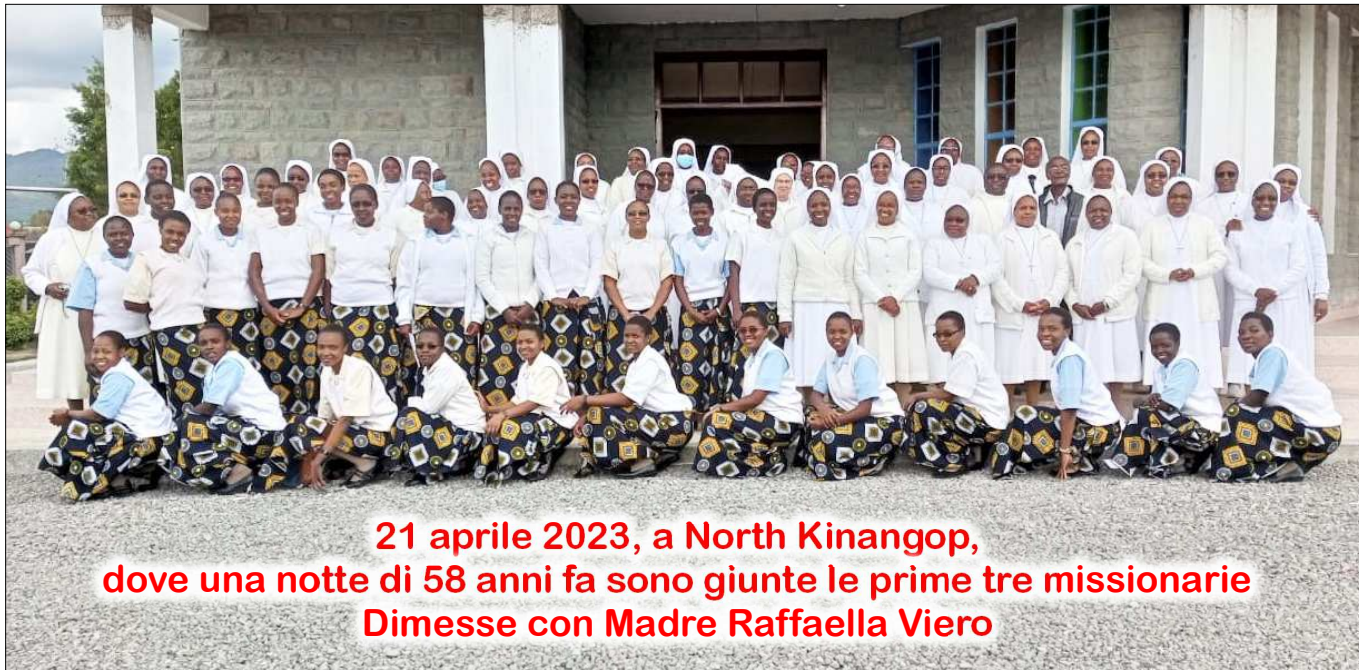 21 aprile 2023, a North Kinangop,
dove una notte di 58 anni fa sono giunte le prime tre missionarie
Dimesse con Madre Raffaella Viero